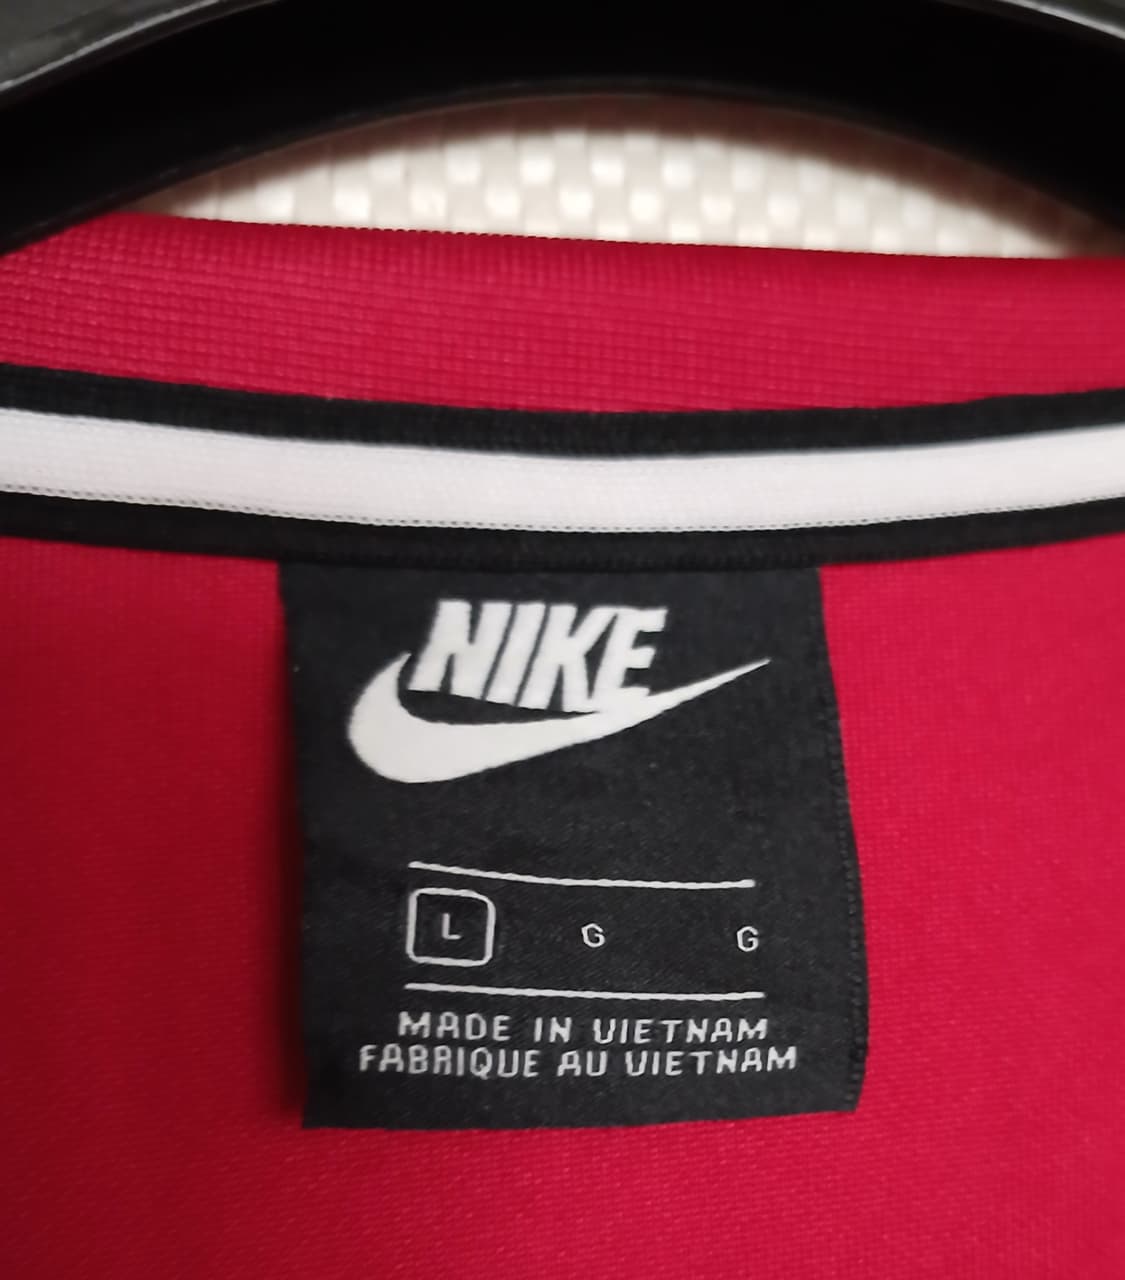 NIKE
L G G
MADE IN VIETNAM
FABRIQUE AU VIETNAM